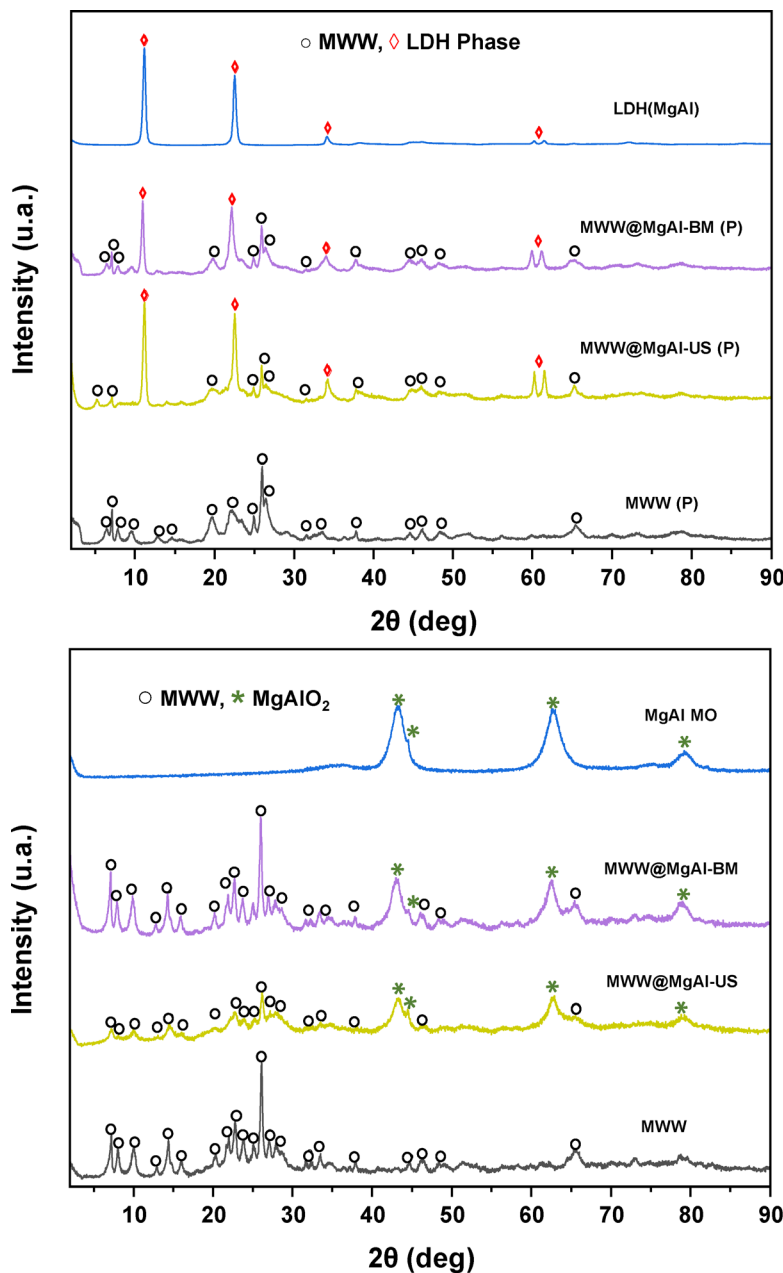 MWW, LDH Phase
LDH(MgAl)
MWW@MgAl-BM (P)
MWW@MgAl-US (P)
MWW (P)
Intensity (u.a.)
10 20 30 40 50 60 70 80 90
2θ (deg)
MWW, * MgAlO₂
MgAl MO
MWW@MgAl-BM
MWW@MgAl-US
MWW
Intensity (u.a.)
10 20 30 40 50 60 70 80 90
2θ (deg)